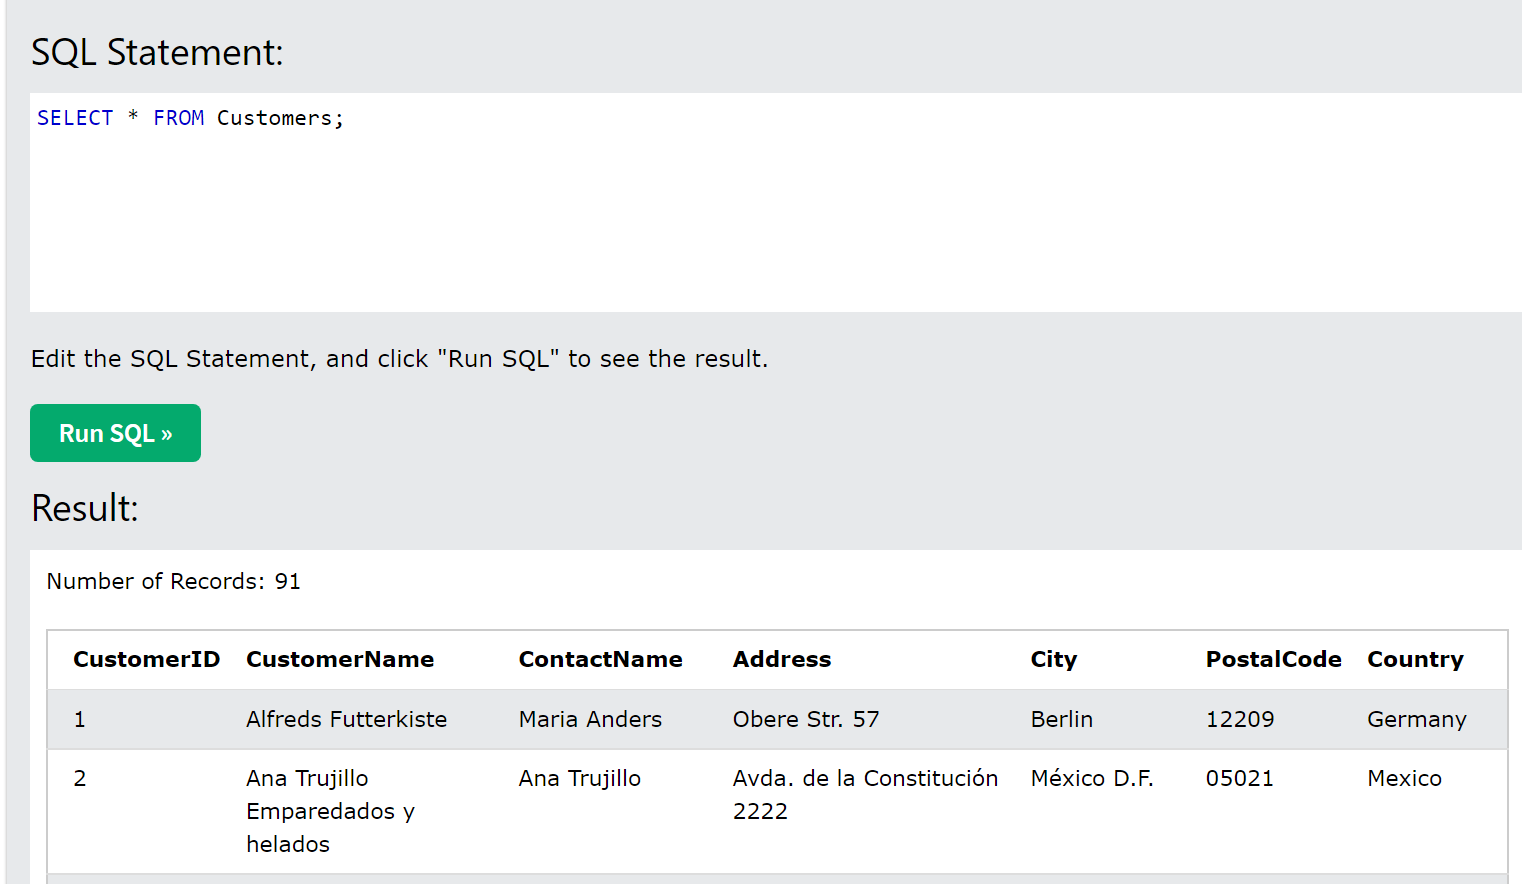 SQL Statement:
SELECT * FROM Customers;
Edit the SQL Statement, and click "Run SQL" to see the result.
Run SQL »
Result:
Number of Records: 91
CustomerID CustomerName ContactName Address City PostalCode Country
1 Alfreds Futterkiste Maria Anders Obere Str. 57 Berlin 12209 Germany
2 Ana Trujillo Ana Trujillo Avda. de la Constitución México D.F. 05021 Mexico
Emparedados y 2222
helados